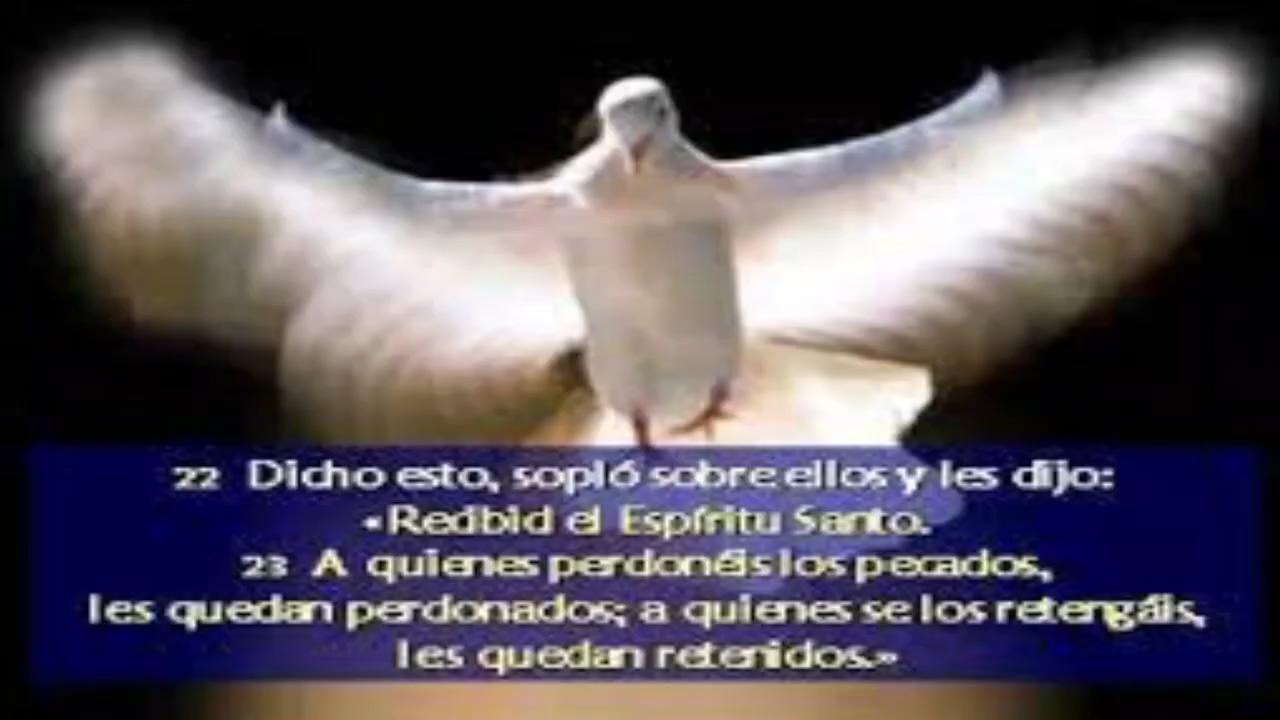 22 Dicho esto, sopló sobre ellos y les dijo:
«Recibid el Espíritu Santo.
23 A quienes perdonéis los pecados,
les quedan perdonados; a quienes se los retengáis,
les quedan retenidos.»